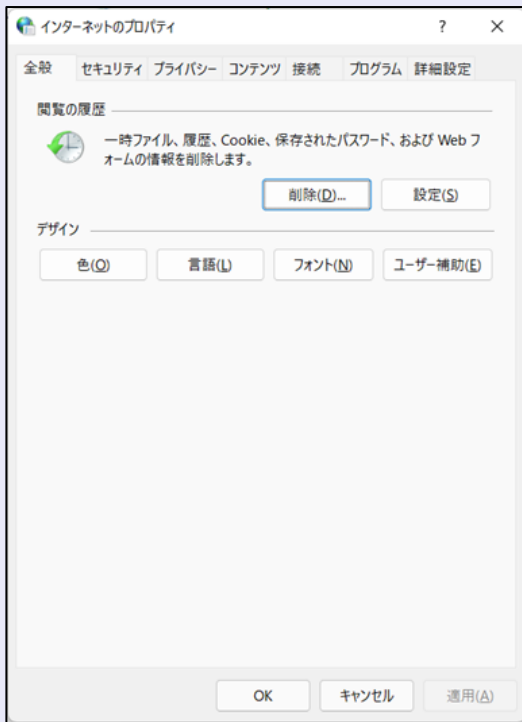 インターネットのプロパティ ? ×
全般 セキュリティ プライバシー コンテンツ 接続 プログラム 詳細設定
閲覧の履歴
一時ファイル、履歴、Cookie、保存されたパスワード、および Web フ
ォームの情報を削除します。
削除(D)... 設定(S)
デザイン
色(O) 言語(L) フォント(N) ユーザー補助(E)
OK キャンセル 適用(A)